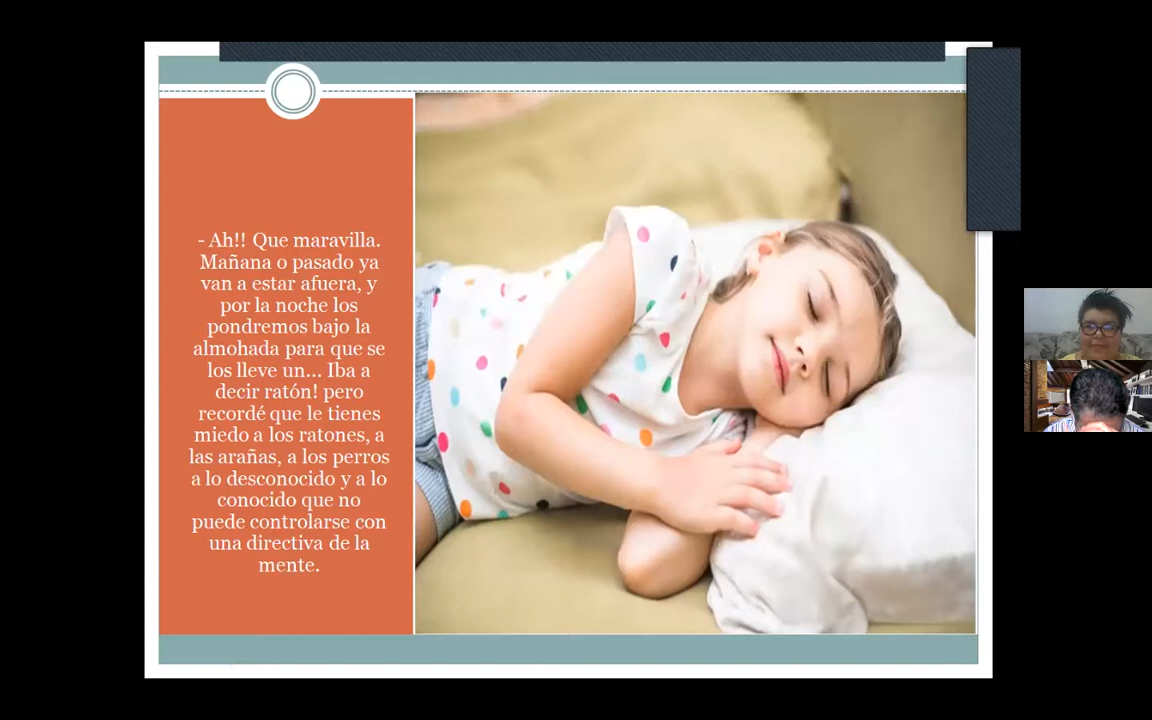 - Ah!! Que maravilla.
Mañana o pasado ya
van a estar afuera, y
por la noche los
pondremos bajo la
almohada para que se
los lleve un... Iba a
decir ratón! pero
recordé que le tienes
miedo a los ratones, a
las arañas, a los perros
a lo desconocido y a lo
conocido que no
puede controlarse con
una directiva de la
mente.